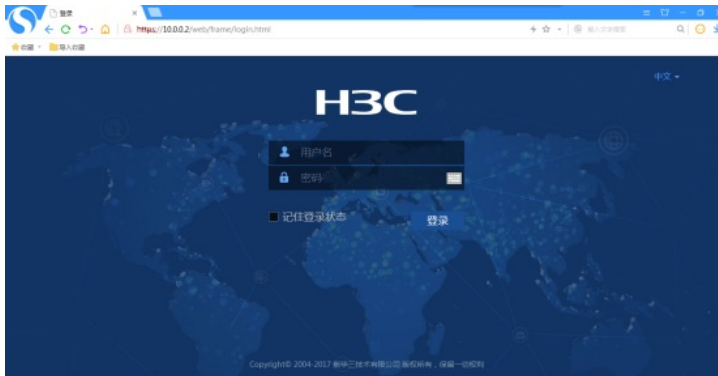 登录
https://10.0.0.2/web/frame/login.html
收藏
导入收藏
中文
H3C
用户名
密码
记住登录状态
登录
Copyright© 2004-2017 新华三技术有限公司 版权所有，保留一切权利